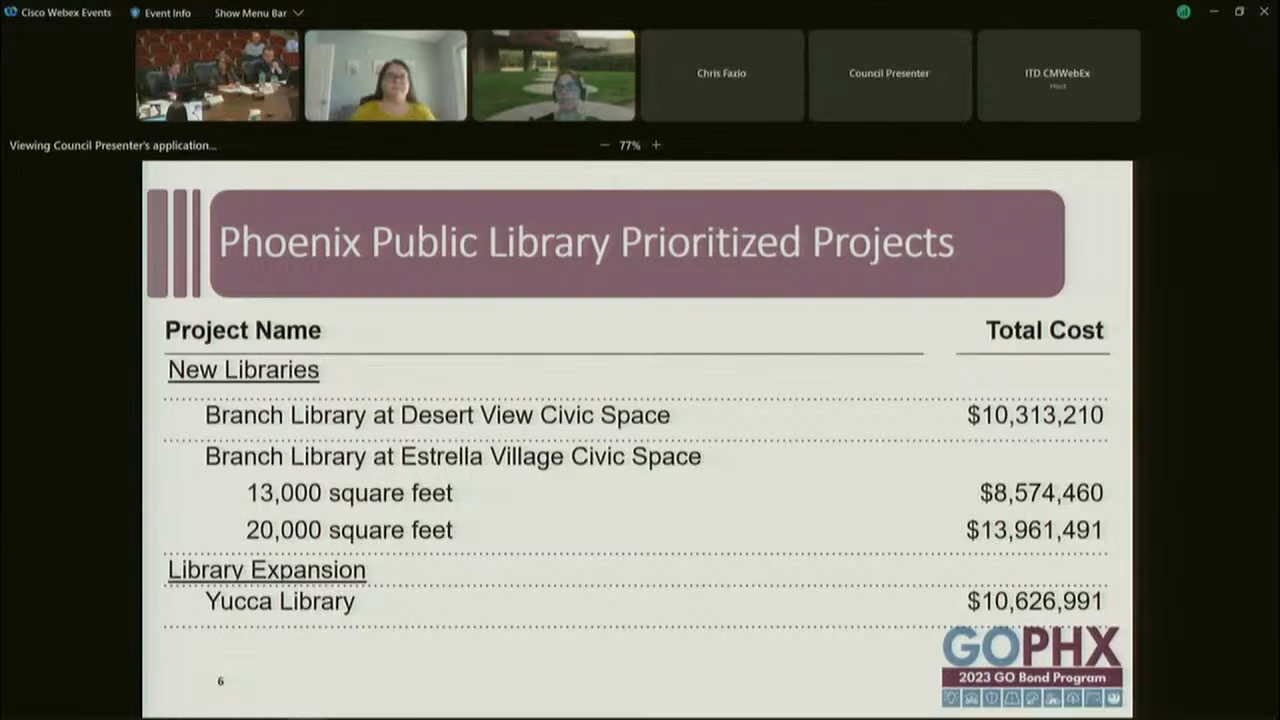 Cisco Webex Events
Event Info
Show Menu Bar
Chris Fazio
Council Presenter
ITD CMWebEx
Host
Viewing Council Presenter's application...
77%
Phoenix Public Library Prioritized Projects
Project Name Total Cost
New Libraries
Branch Library at Desert View Civic Space $10,313,210
Branch Library at Estrella Village Civic Space
13,000 square feet $8,574,460
20,000 square feet $13,961,491
Library Expansion
Yucca Library $10,626,991
GOPHX
2023 GO Bond Program
6